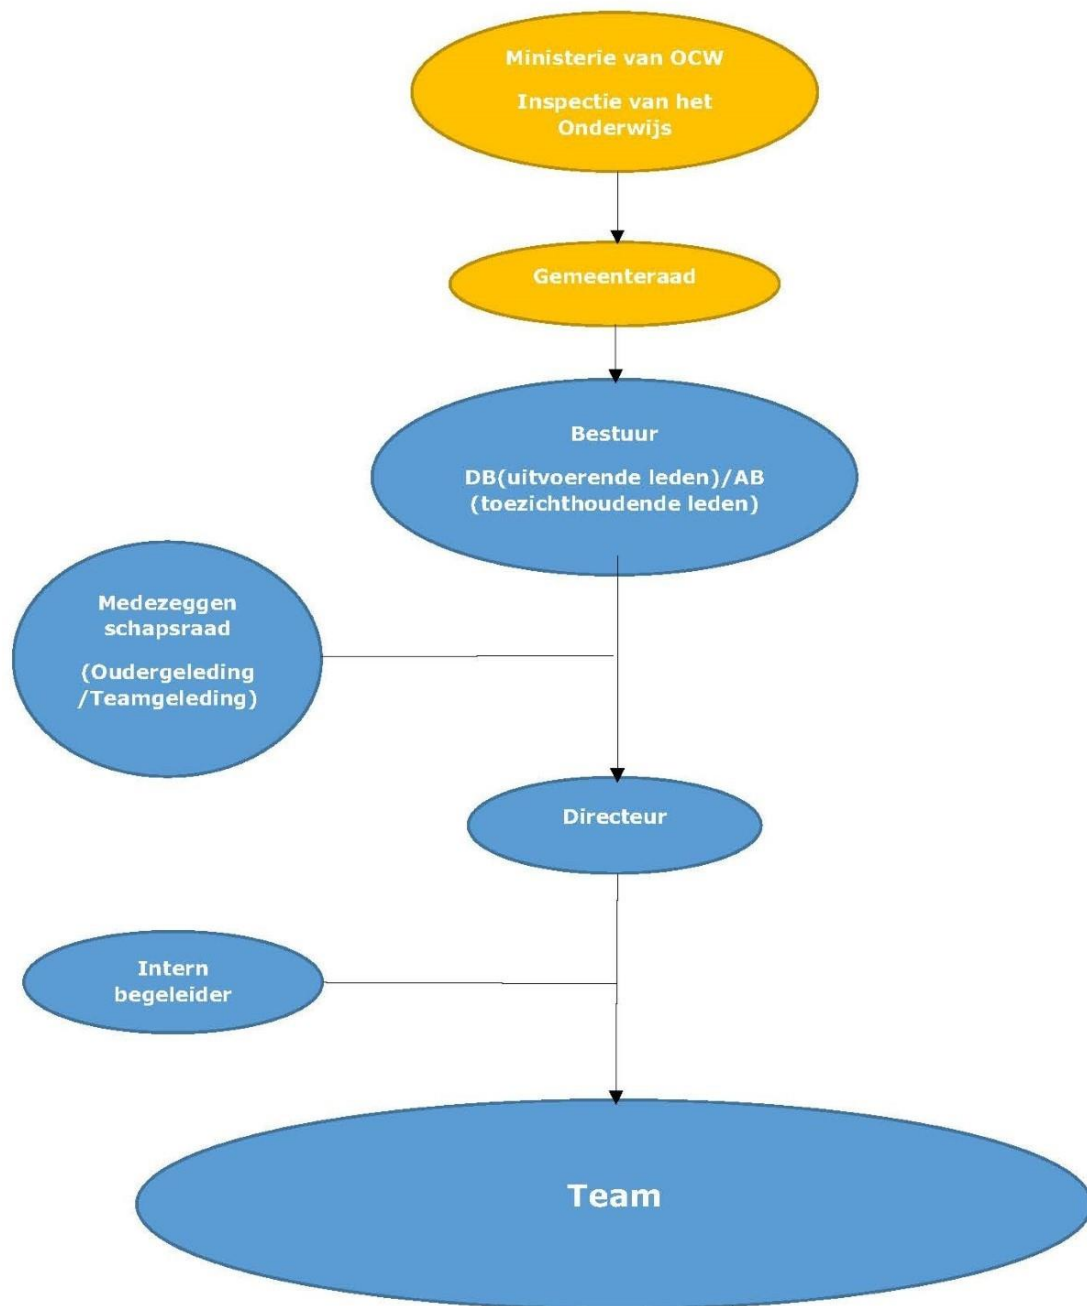 Ministerie van OCW
Inspectie van het
Onderwijs
Gemeenteraad
Bestuur
DB(uitvoerende leden)/AB
(toezichthoudende leden)
Medezeggen
schapsraad
(Oudergeleding
/Teamgeleding)
Directeur
Intern
begeleider
Team